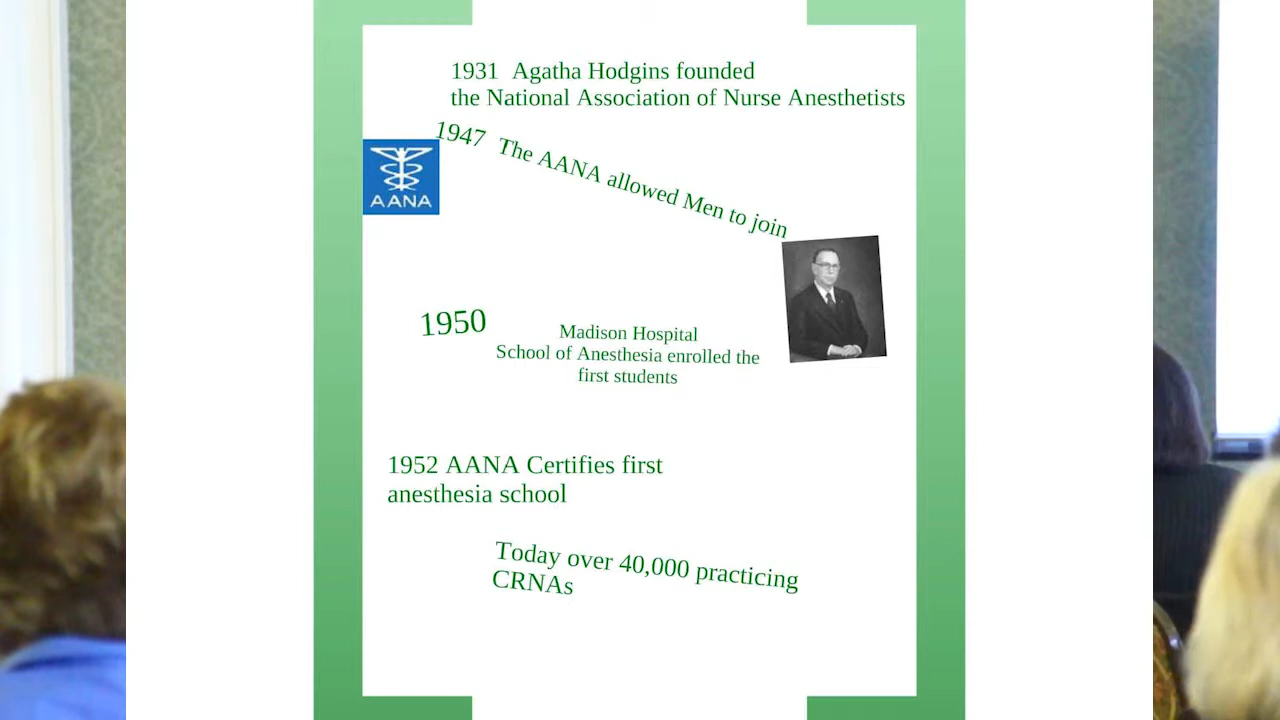 1931 Agatha Hodgins founded
the National Association of Nurse Anesthetists
1947 The AANA allowed Men to join
AANA
1950
Madison Hospital
School of Anesthesia enrolled the
first students
1952 AANA Certifies first
anesthesia school
Today over 40,000 practicing
CRNAs